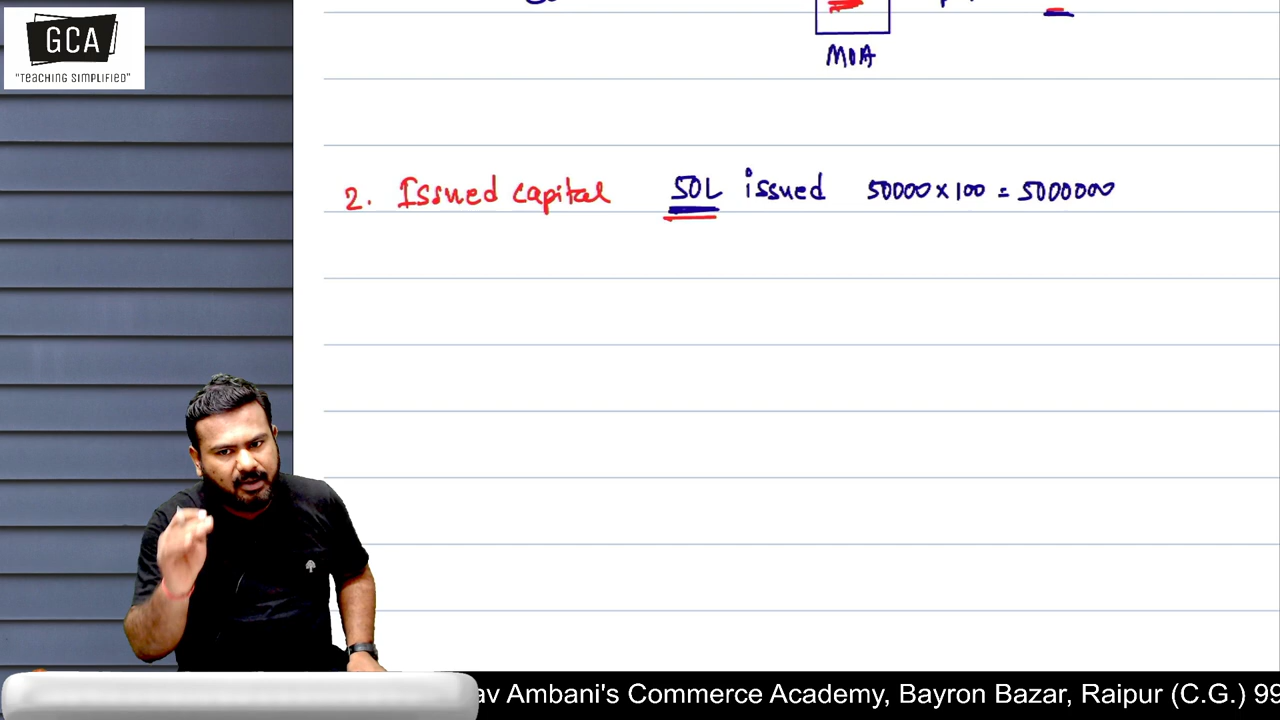 GCA
"TEACHING SIMPLIFIED"
MOA
2. Issued capital 50L issued 50000 x 100 = 5000000
av Ambani's Commerce Academy, Bayron Bazar, Raipur (C.G.) 99